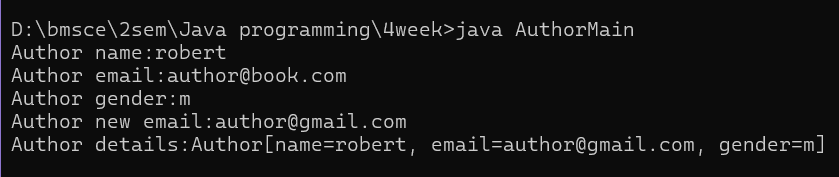 D:\bmsce\2sem\Java programming\4week>java AuthorMain
Author name:robert
Author email:author@book.com
Author gender:m
Author new email:author@gmail.com
Author details:Author[name=robert, email=author@gmail.com, gender=m]